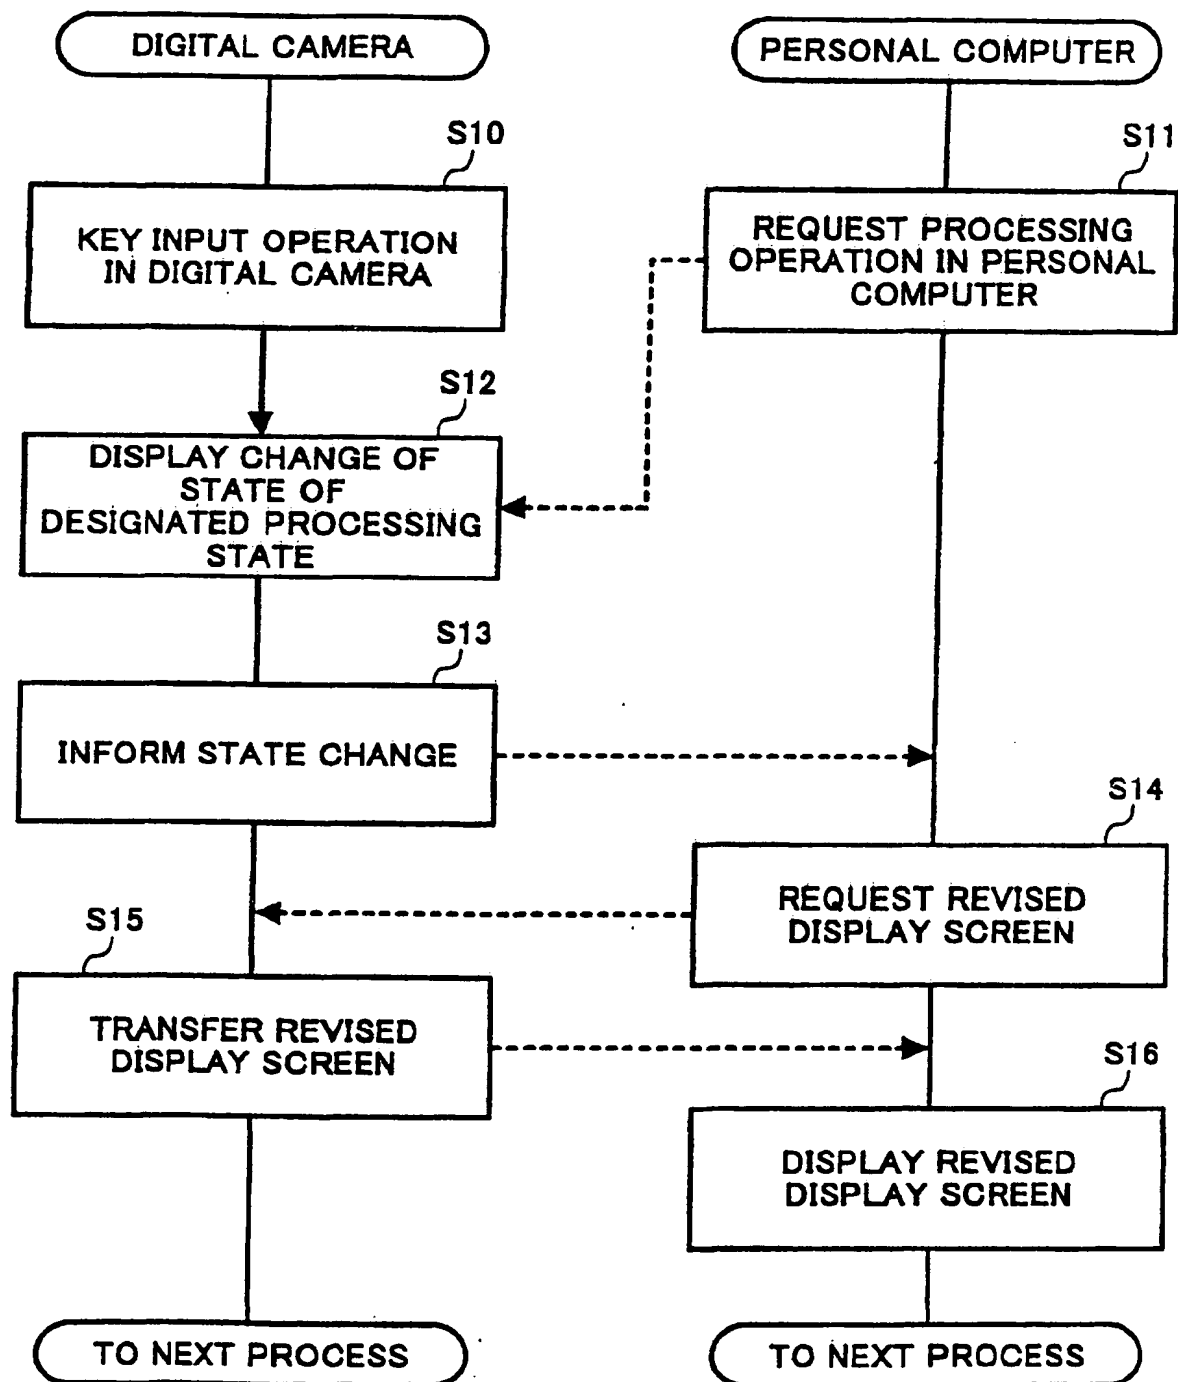 DIGITAL CAMERA
PERSONAL COMPUTER
S10
KEY INPUT OPERATION
IN DIGITAL CAMERA
S11
REQUEST PROCESSING
OPERATION IN PERSONAL
COMPUTER
S12
DISPLAY CHANGE OF
STATE OF
DESIGNATED PROCESSING
STATE
S13
INFORM STATE CHANGE
S14
REQUEST REVISED
DISPLAY SCREEN
S15
TRANSFER REVISED
DISPLAY SCREEN
S16
DISPLAY REVISED
DISPLAY SCREEN
TO NEXT PROCESS
TO NEXT PROCESS